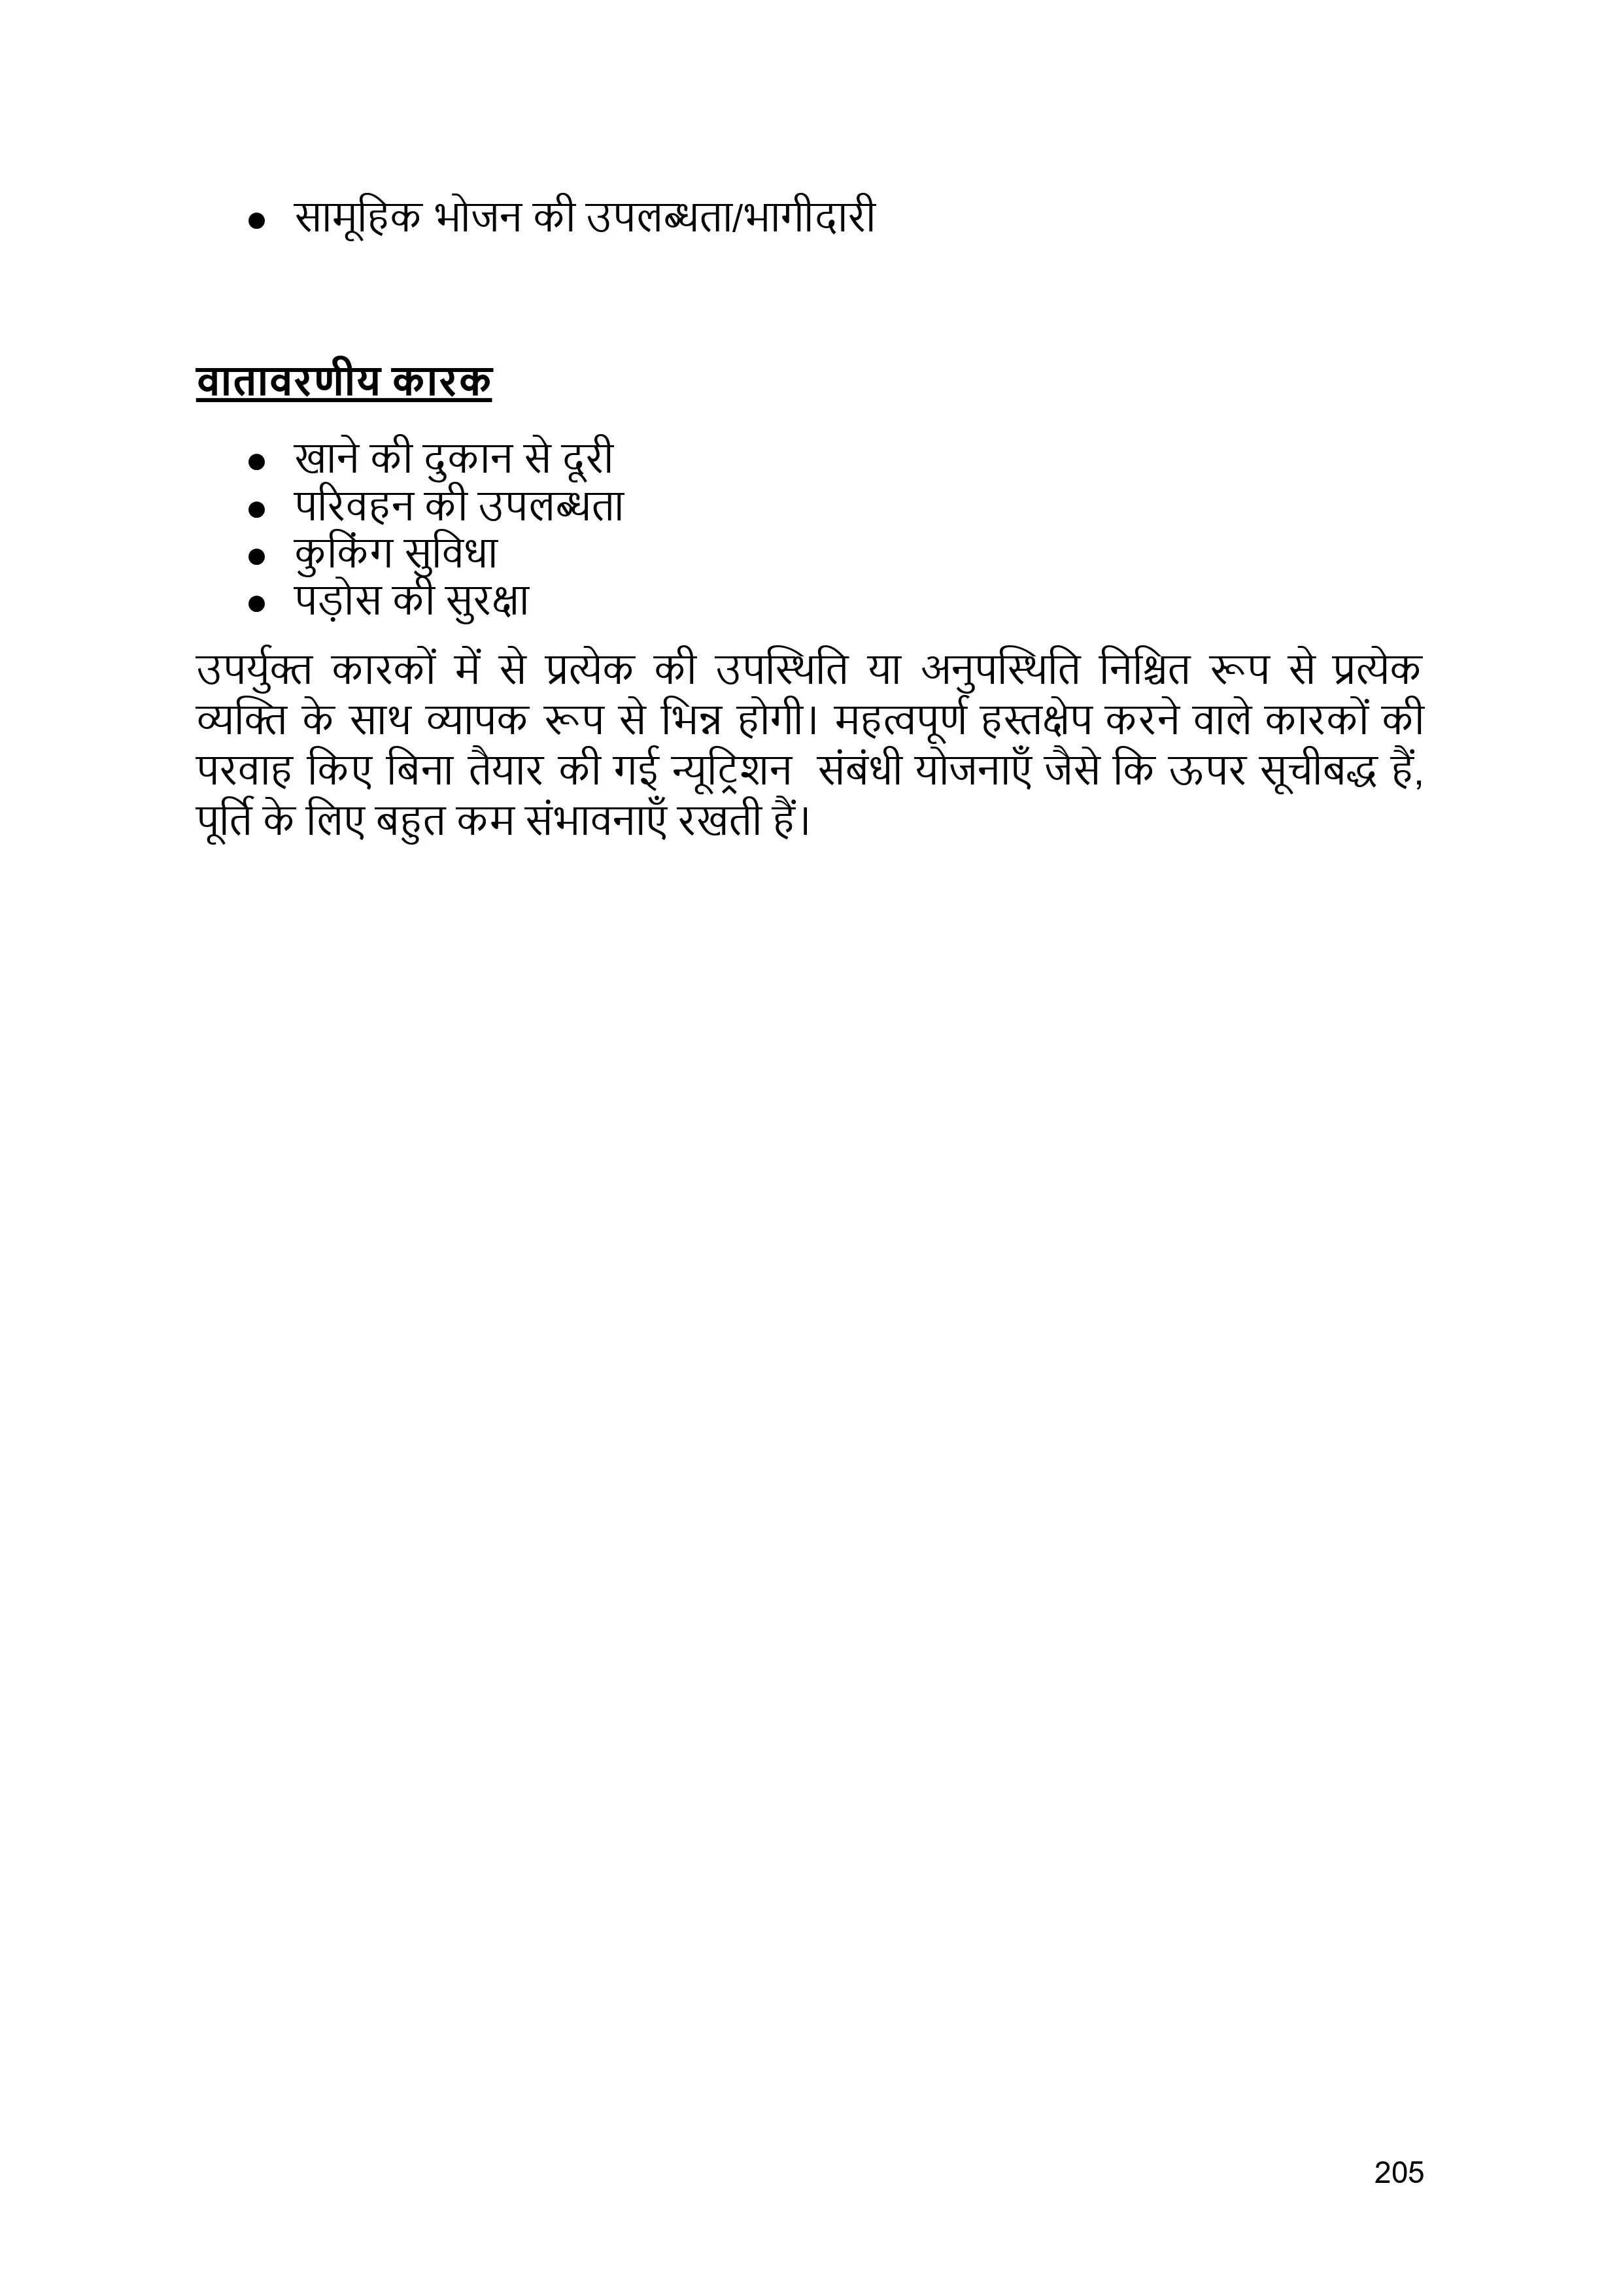 ● सामूहिक भोजन की उपलब्धता/भागीदारी
वातावरणीय कारक
● खाने की दुकान से दूरी
● परिवहन की उपलब्धता
● कुकिंग सुविधा
● पड़ोस की सुरक्षा
उपर्युक्त कारकों में से प्रत्येक की उपस्थिति या अनुपस्थिति निश्चित रूप से प्रत्येक
व्यक्ति के साथ व्यापक रूप से भिन्न होगी। महत्वपूर्ण हस्तक्षेप करने वाले कारकों की
परवाह किए बिना तैयार की गई न्यूट्रिशन संबंधी योजनाएँ जैसे कि ऊपर सूचीबद्ध हैं,
पूर्ति के लिए बहुत कम संभावनाएँ रखती हैं।
205